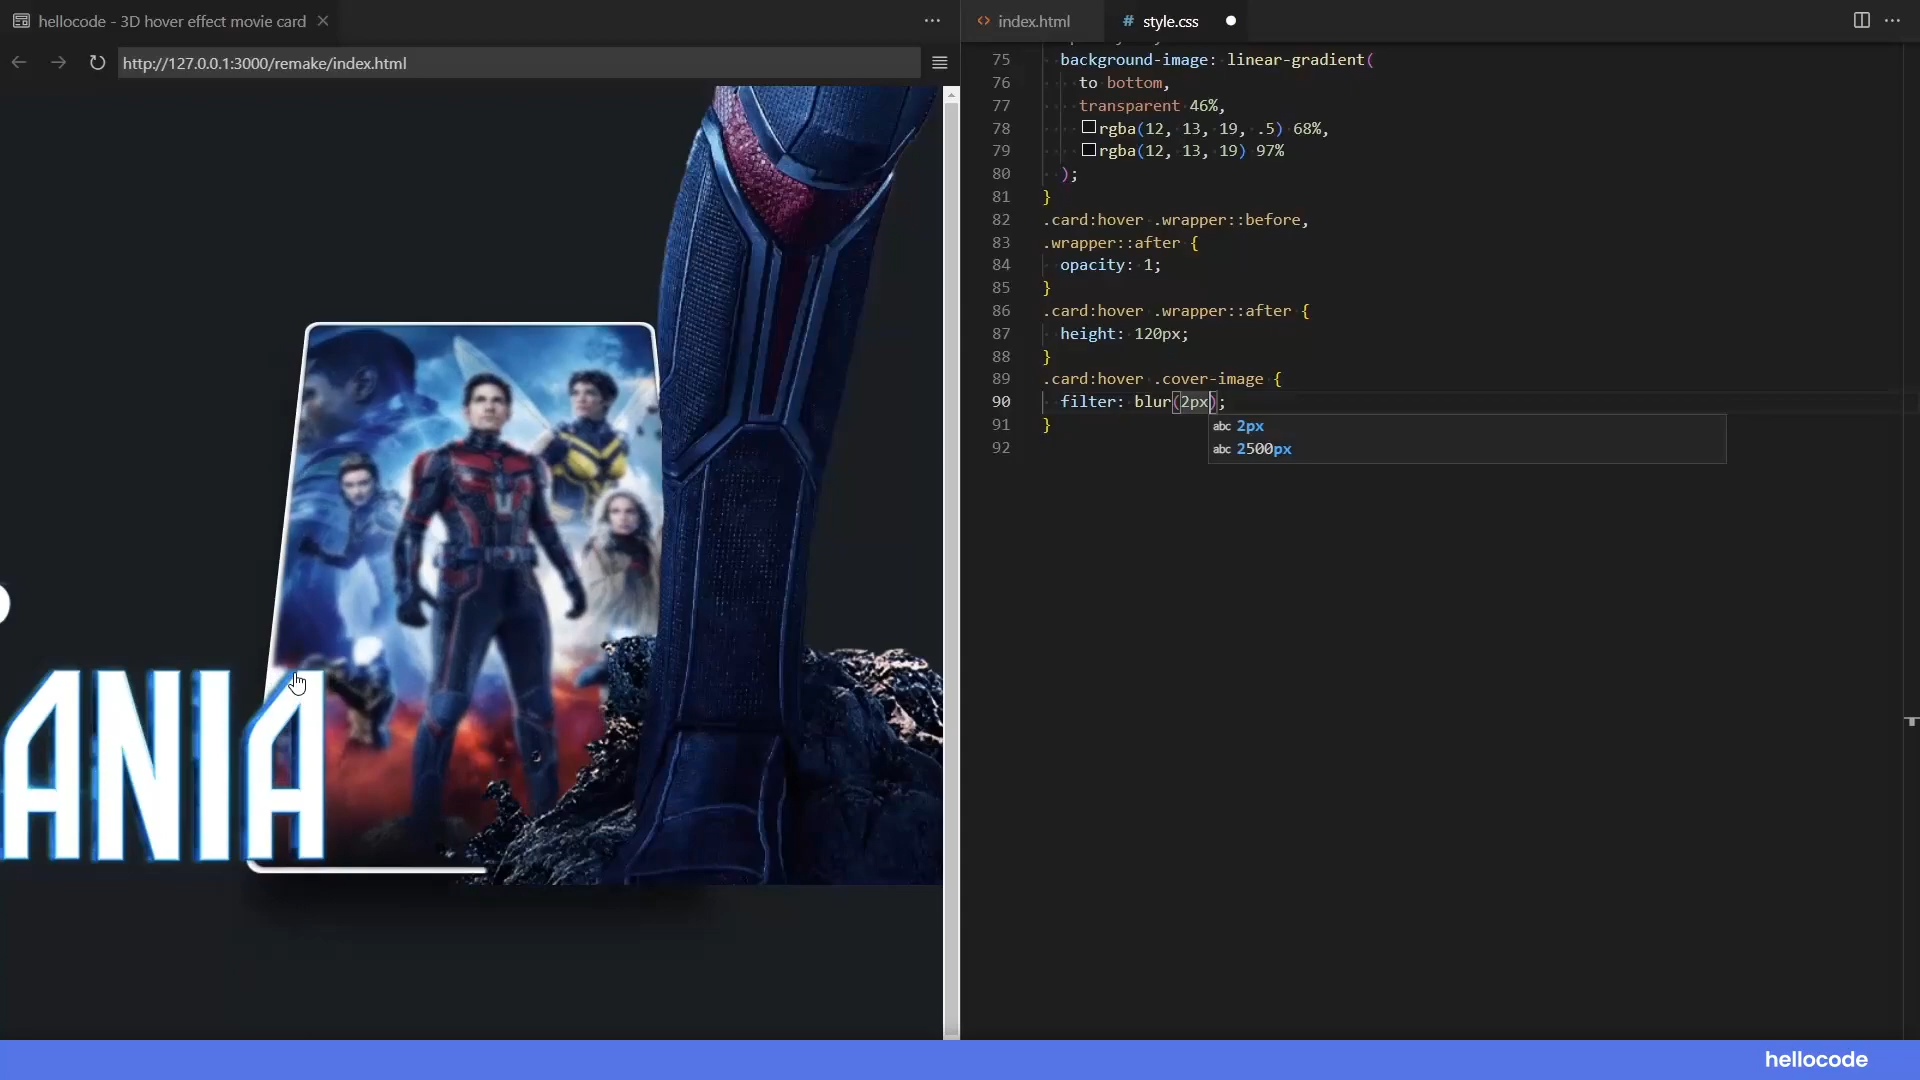 hellocode - 3D hover effect movie card
http://127.0.0.1:3000/remake/index.html
ANIA
index.html
# style.css
75 background-image: linear-gradient(
76 to bottom,
77 transparent 46%,
78 rgba(12, 13, 19, .5) 68%,
79 rgba(12, 13, 19) 97%
80 );
81 }
82 .card:hover .wrapper::before,
83 .wrapper::after {
84 opacity: 1;
85 }
86 .card:hover .wrapper::after {
87 height: 120px;
88 }
89 .card:hover .cover-image {
90 filter: blur(2px);
91 }
abc 2px
abc 2500px
92
hellocode